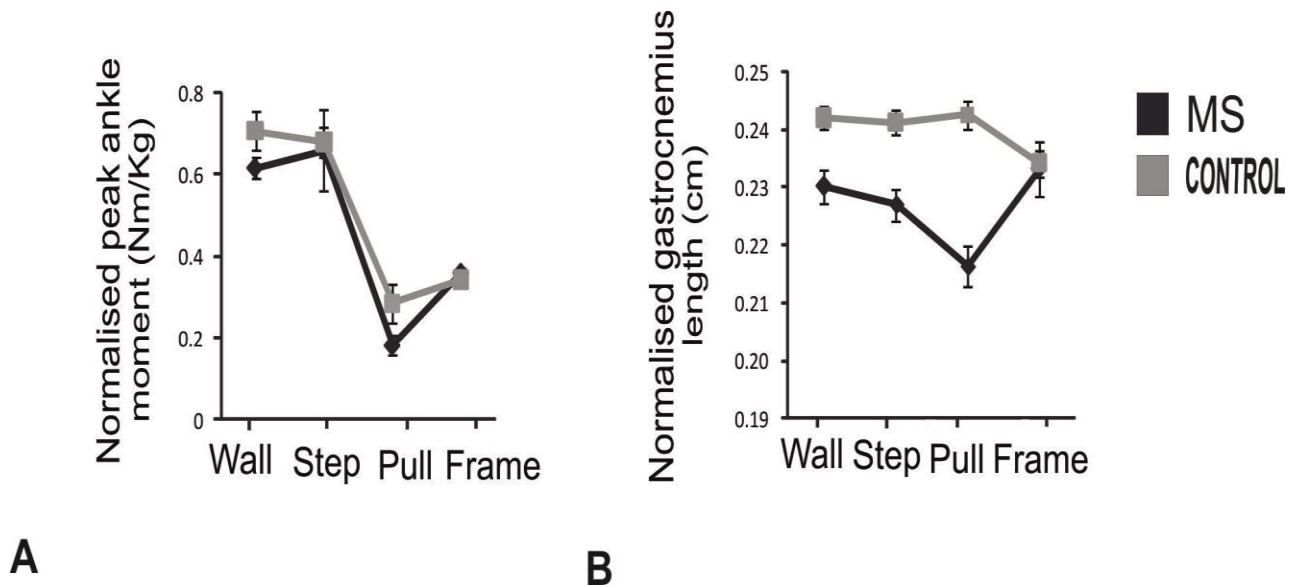 Normalised peak ankle
moment (Nm/Kg)
0.8
0.6
0.4
0.2
0
Wall Step Pull Frame
A
Normalised gastrocnemius
length (cm)
0.25
0.24
0.23
0.22
0.21
0.20
0.19
Wall Step Pull Frame
B
MS
CONTROL